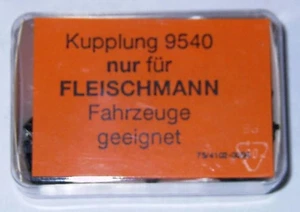 Kupplung 9540
nur für
FLEISCHMANN
Fahrzeuge
geeignet